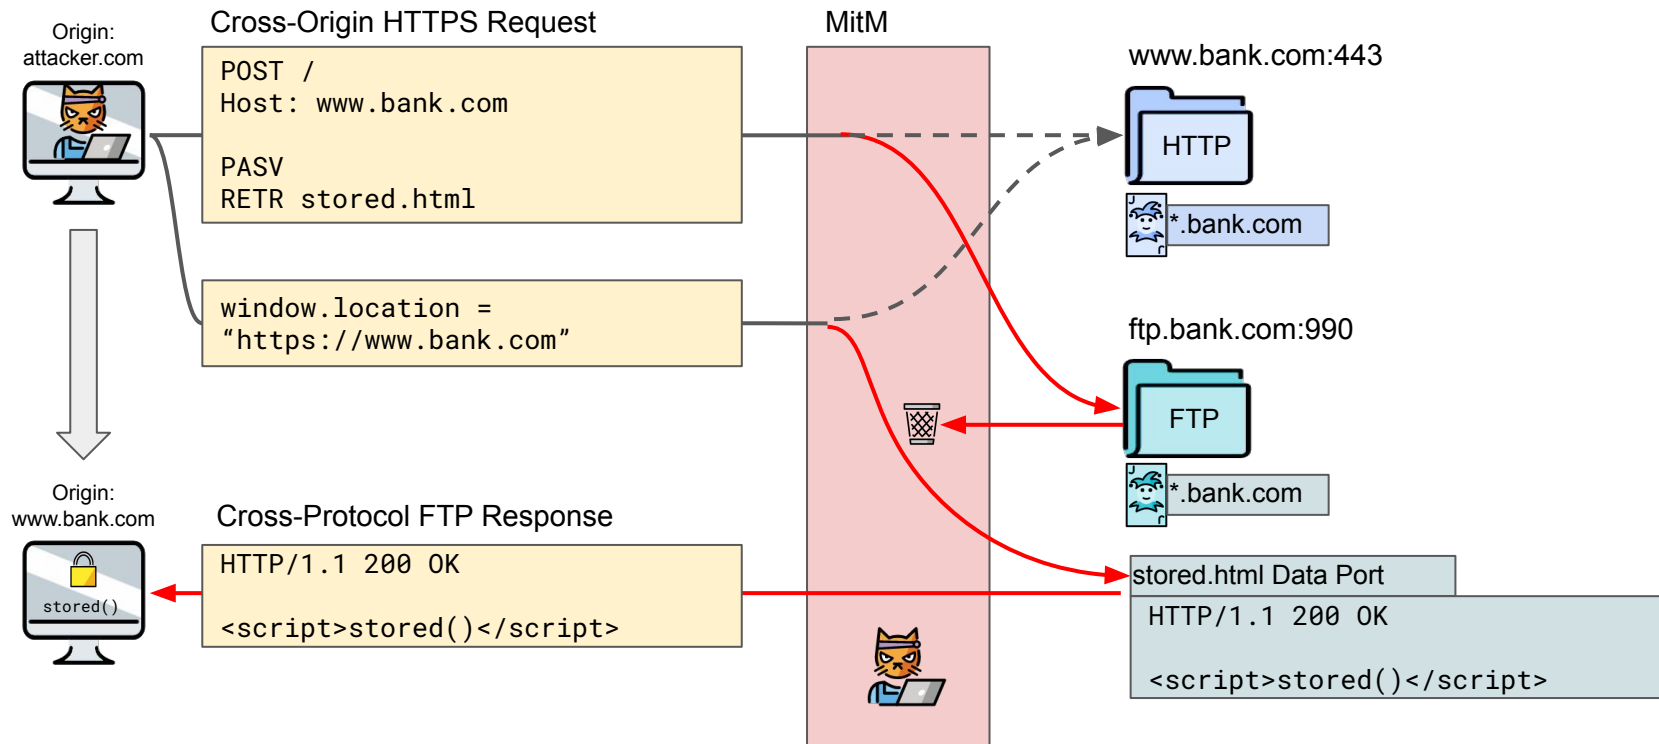 Cross-Origin HTTPS Request
MitM
Origin:
attacker.com
POST /
Host: www.bank.com
PASV
RETR stored.html
www.bank.com:443
HTTP
J
*.bank.com
J
window.location =
“https://www.bank.com”
ftp.bank.com:990
FTP
J
*.bank.com
J
Origin:
www.bank.com
stored()
Cross-Protocol FTP Response
HTTP/1.1 200 OK
<script>stored()</script>
stored.html Data Port
HTTP/1.1 200 OK
<script>stored()</script>